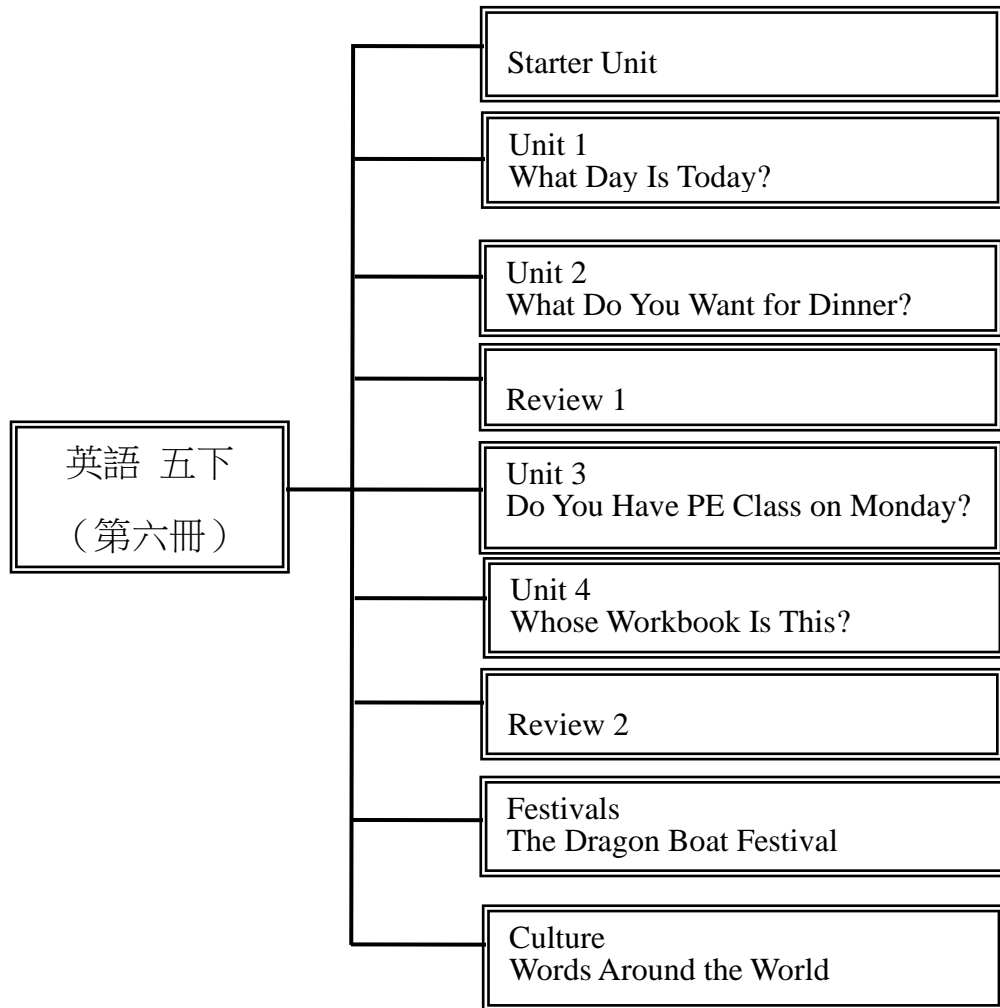 英語 五下
（第六冊）
Starter Unit
Unit 1
What Day Is Today?
Unit 2
What Do You Want for Dinner?
Review 1
Unit 3
Do You Have PE Class on Monday?
Unit 4
Whose Workbook Is This?
Review 2
Festivals
The Dragon Boat Festival
Culture
Words Around the World